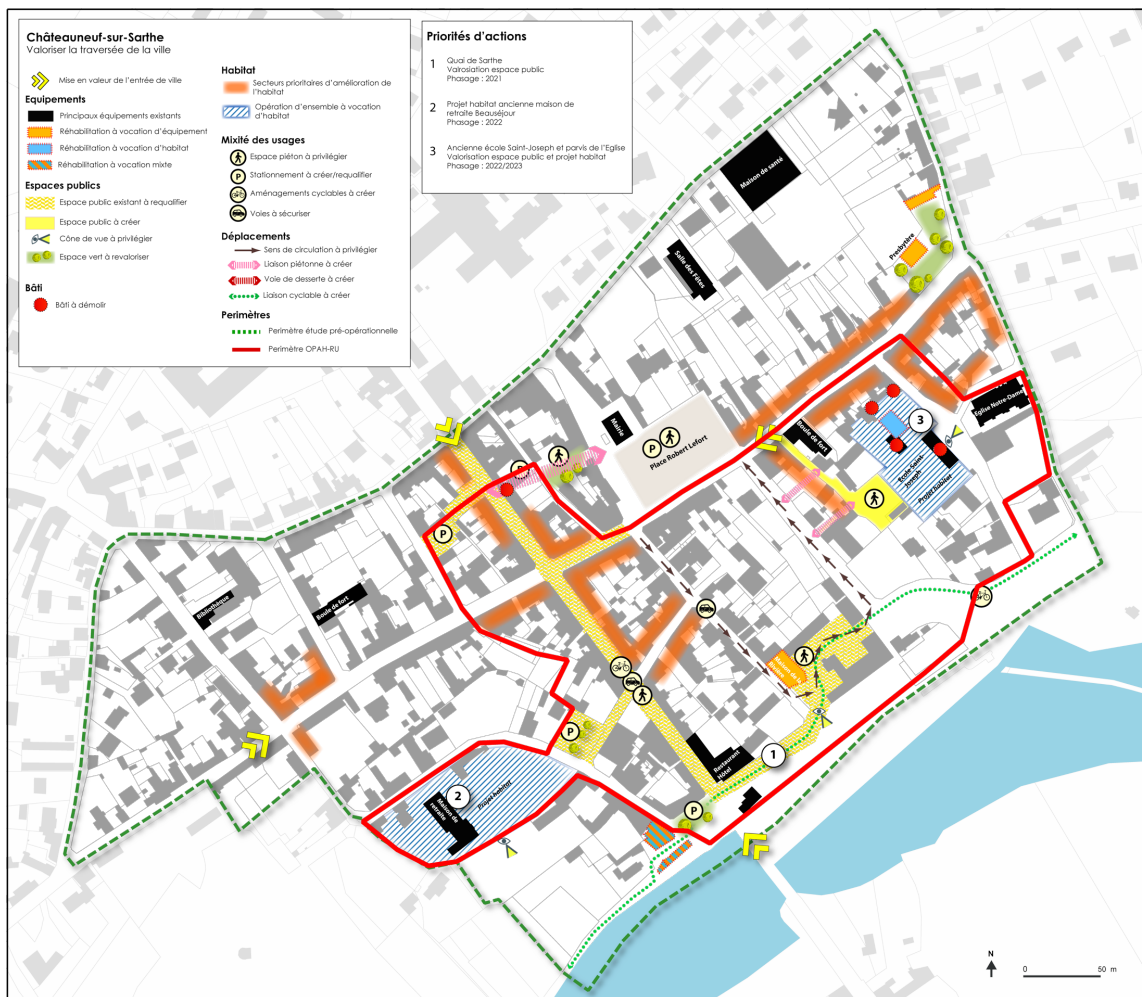 Châteauneuf-sur-Sarthe
Valoriser la traversée de la ville
Mise en valeur de l'entrée de ville
Equipements
Principaux équipements existants
Réhabilitation à vocation d'équipement
Réhabilitation à vocation d'habitat
Réhabilitation à vocation mixte
Espaces publics
Espace public existant à requalifier
Espace public à créer
Cône de vue à privilégier
Espace vert à revaloriser
Bâti
Bâti à démolir
Habitat
Secteurs prioritaires d'amélioration de
l'habitat
Opération d'ensemble à vocation
d'habitat
Mixité des usages
Espace piéton à privilégier
P
Stationnement à créer/requalifier
Aménagements cyclables à créer
Voies à sécuriser
Déplacements
Sens de circulation à privilégier
Liaison piétonne à créer
Voie de desserte à créer
Liaison cyclable à créer
Perimètres
Perimètre étude pré-opérationnelle
Perimètre OPAH-RU
Priorités d'actions
1 Quai de Sarthe
Valrosiation espace public
Phasage : 2021
2 Projet habitat ancienne maison de
retraite Beauséjour
Phasage : 2022
3 Ancienne école Saint-Joseph et parvis de l'Eglise
Valorisation espace public et projet habitat
Phasage : 2022/2023
Maison de santé
Presbytère
Salle des Fêtes
Eglise Notre-Dame
3
Boule de fort
Mairie
P
Place Robert Lefort
P
Ecole Saint-
Joseph
Projet habitat
P
Bibliothèque
Boule de fort
P
Restaurant
Hôtel
1
2
Projet habitat
Maison de
retraite
P
N
0 50 m